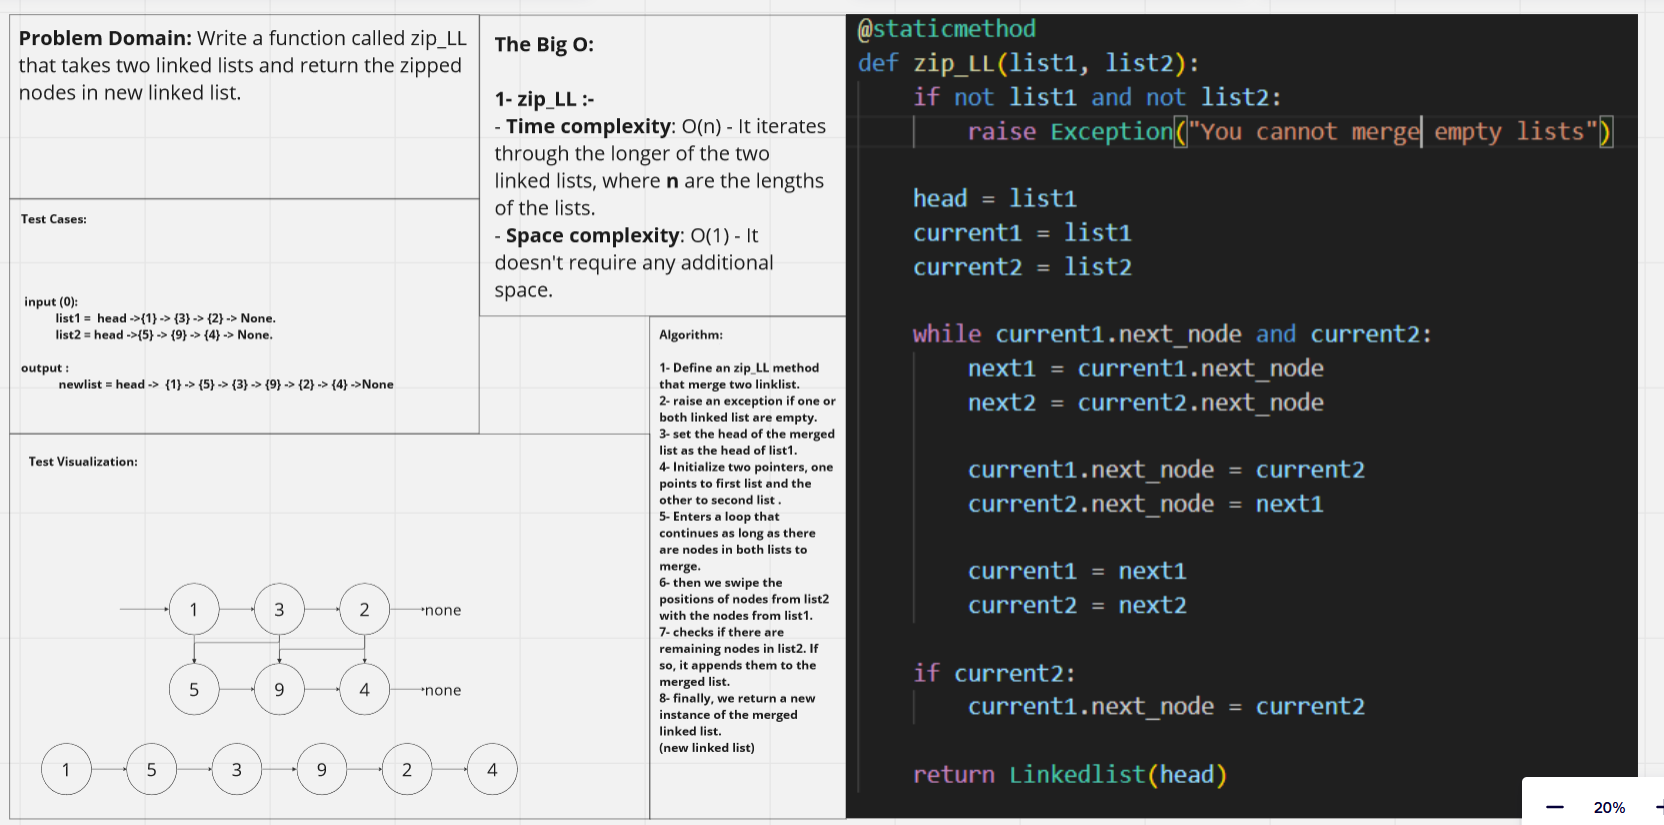 Problem Domain: Write a function called zip_LL
that takes two linked lists and return the zipped
nodes in new linked list.
Test Cases:
input (0):
list1 = head ->{1} -> {3} -> {2} -> None.
list2 = head ->{5} -> {9} -> {4} -> None.
output :
newlist = head -> {1} -> {5} -> {3} -> {9} -> {2} -> {4} ->None
Test Visualization:
1 3 2 none
5 9 4 none
1 5 3 9 2 4
The Big O:
1- zip_LL :-
- Time complexity: O(n) - It iterates
through the longer of the two
linked lists, where n are the lengths
of the lists.
- Space complexity: O(1) - It
doesn't require any additional
space.
Algorithm:
1- Define an zip_LL method
that merge two linklist.
2- raise an exception if one or
both linked list are empty.
3- set the head of the merged
list as the head of list1.
4- Initialize two pointers, one
points to first list and the
other to second list .
5- Enters a loop that
continues as long as there
are nodes in both lists to
merge.
6- then we swipe the
positions of nodes from list2
with the nodes from list1.
7- checks if there are
remaining nodes in list2. If
so, it appends them to the
merged list.
8- finally, we return a new
instance of the merged
linked list.
(new linked list)
@staticmethod
def zip_LL(list1, list2):
if not list1 and not list2:
raise Exception("You cannot merge empty lists")
head = list1
current1 = list1
current2 = list2
while current1.next_node and current2:
next1 = current1.next_node
next2 = current2.next_node
current1.next_node = current2
current2.next_node = next1
current1 = next1
current2 = next2
if current2:
current1.next_node = current2
return Linkedlist(head)
20%